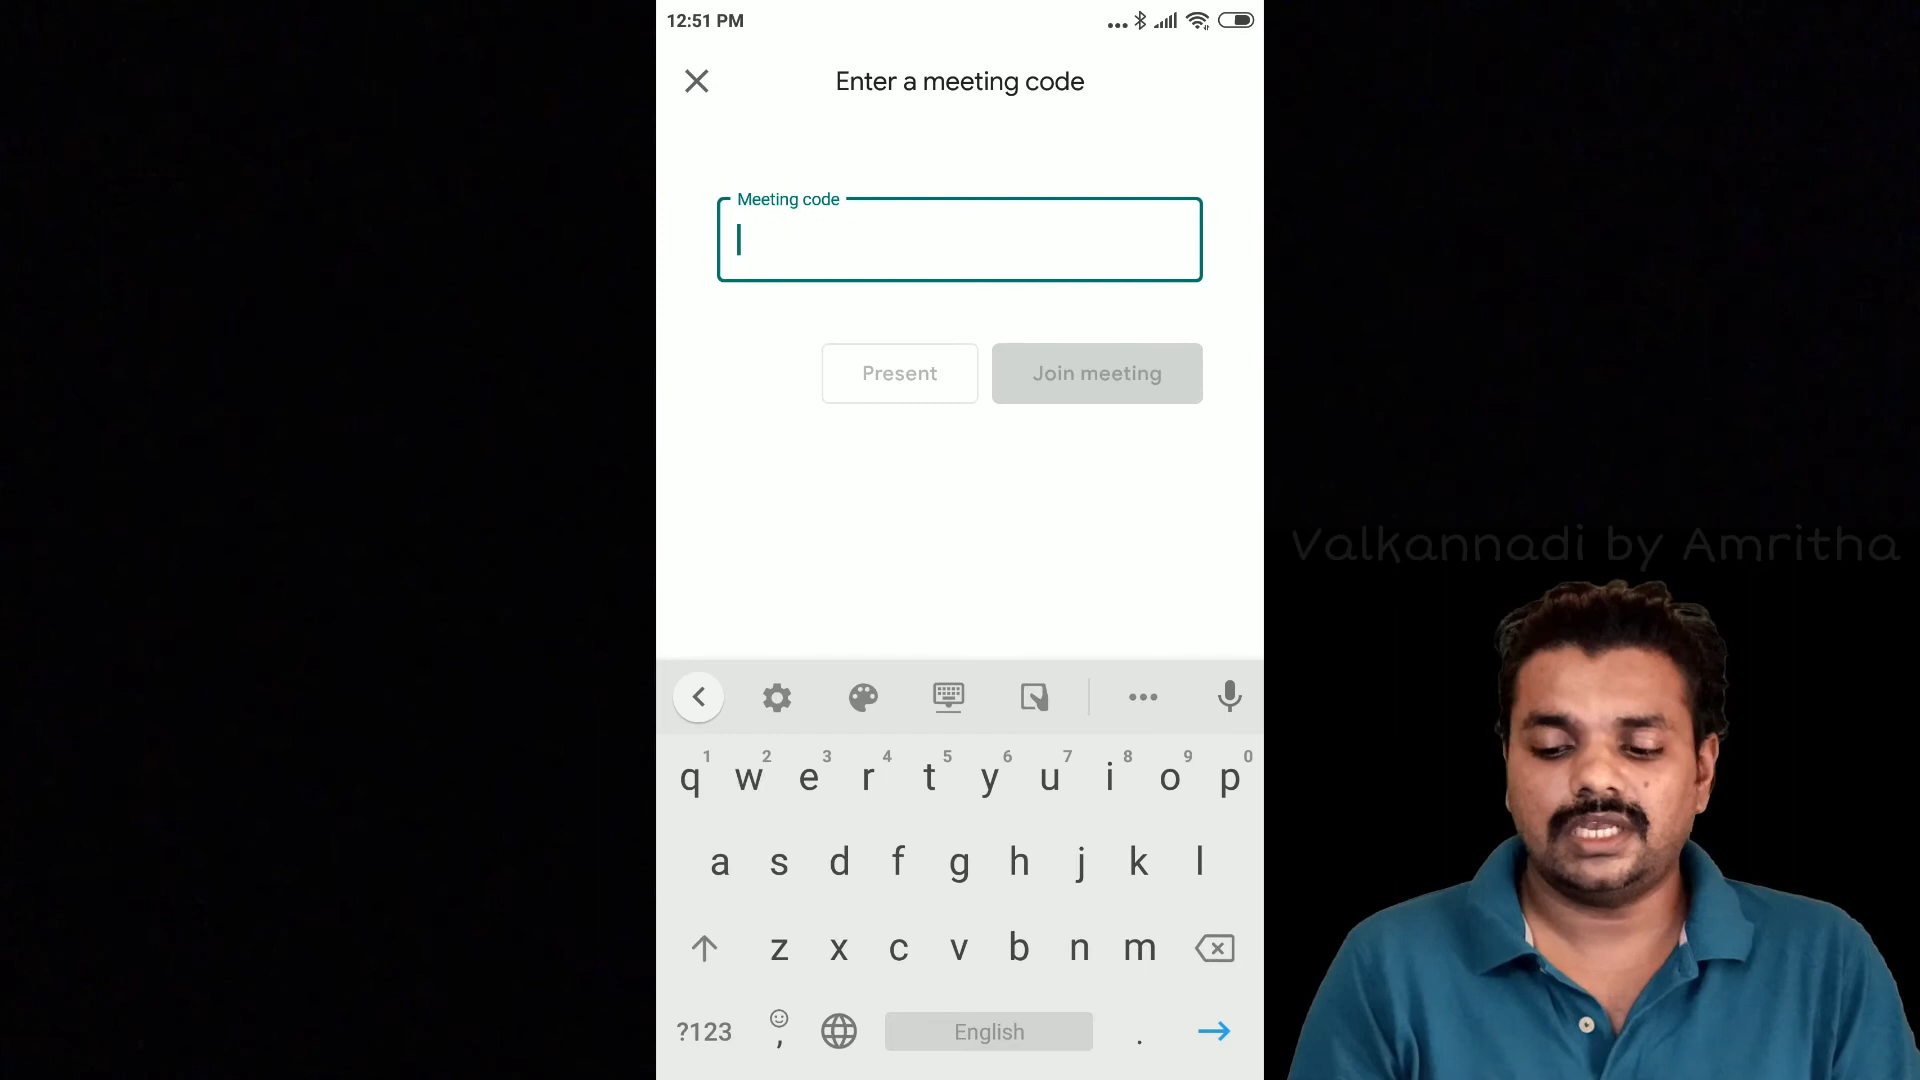 12:51 PM
Enter a meeting code
Meeting code
Present
Join meeting
Valkannadi by Amritha
1 2 3 4 5 6 7 8 9 0
q w e r t y u i o p
a s d f g h j k l
z x c v b n m
?123 , English .